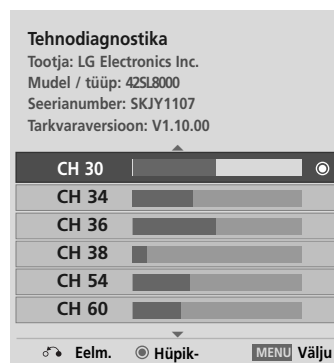 Tehnodiagnostika
Tootja: LG Electronics Inc.
Mudel / tüüp: 42SL8000
Seerianumber: SKJY1107
Tarkvaraversioon: V1.10.00
CH 30
CH 34
CH 36
CH 38
CH 54
CH 60
Eelm. Hüpik- MENU Välju